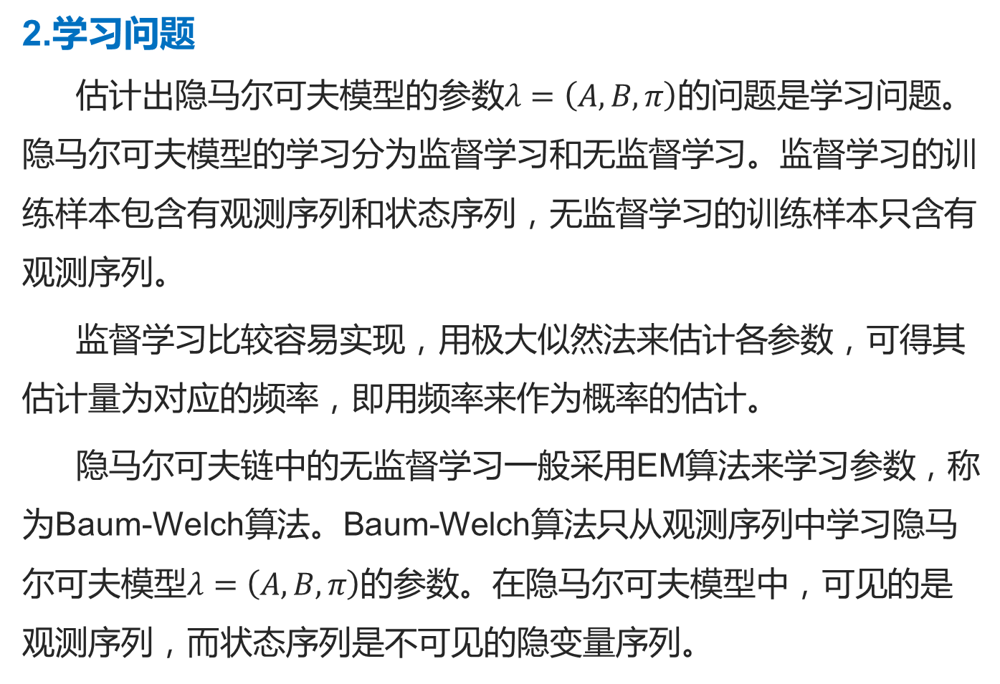 2.学习问题
估计出隐马尔可夫模型的参数λ = (A, B, π)的问题是学习问题。
隐马尔可夫模型的学习分为监督学习和无监督学习。监督学习的训
练样本包含有观测序列和状态序列，无监督学习的训练样本只含有
观测序列。
监督学习比较容易实现，用极大似然法来估计各参数，可得其
估计量为对应的频率，即用频率来作为概率的估计。
隐马尔可夫链中的无监督学习一般采用EM算法来学习参数，称
为Baum-Welch算法。Baum-Welch算法只从观测序列中学习隐马
尔可夫模型λ = (A, B, π)的参数。在隐马尔可夫模型中，可见的是
观测序列，而状态序列是不可见的隐变量序列。